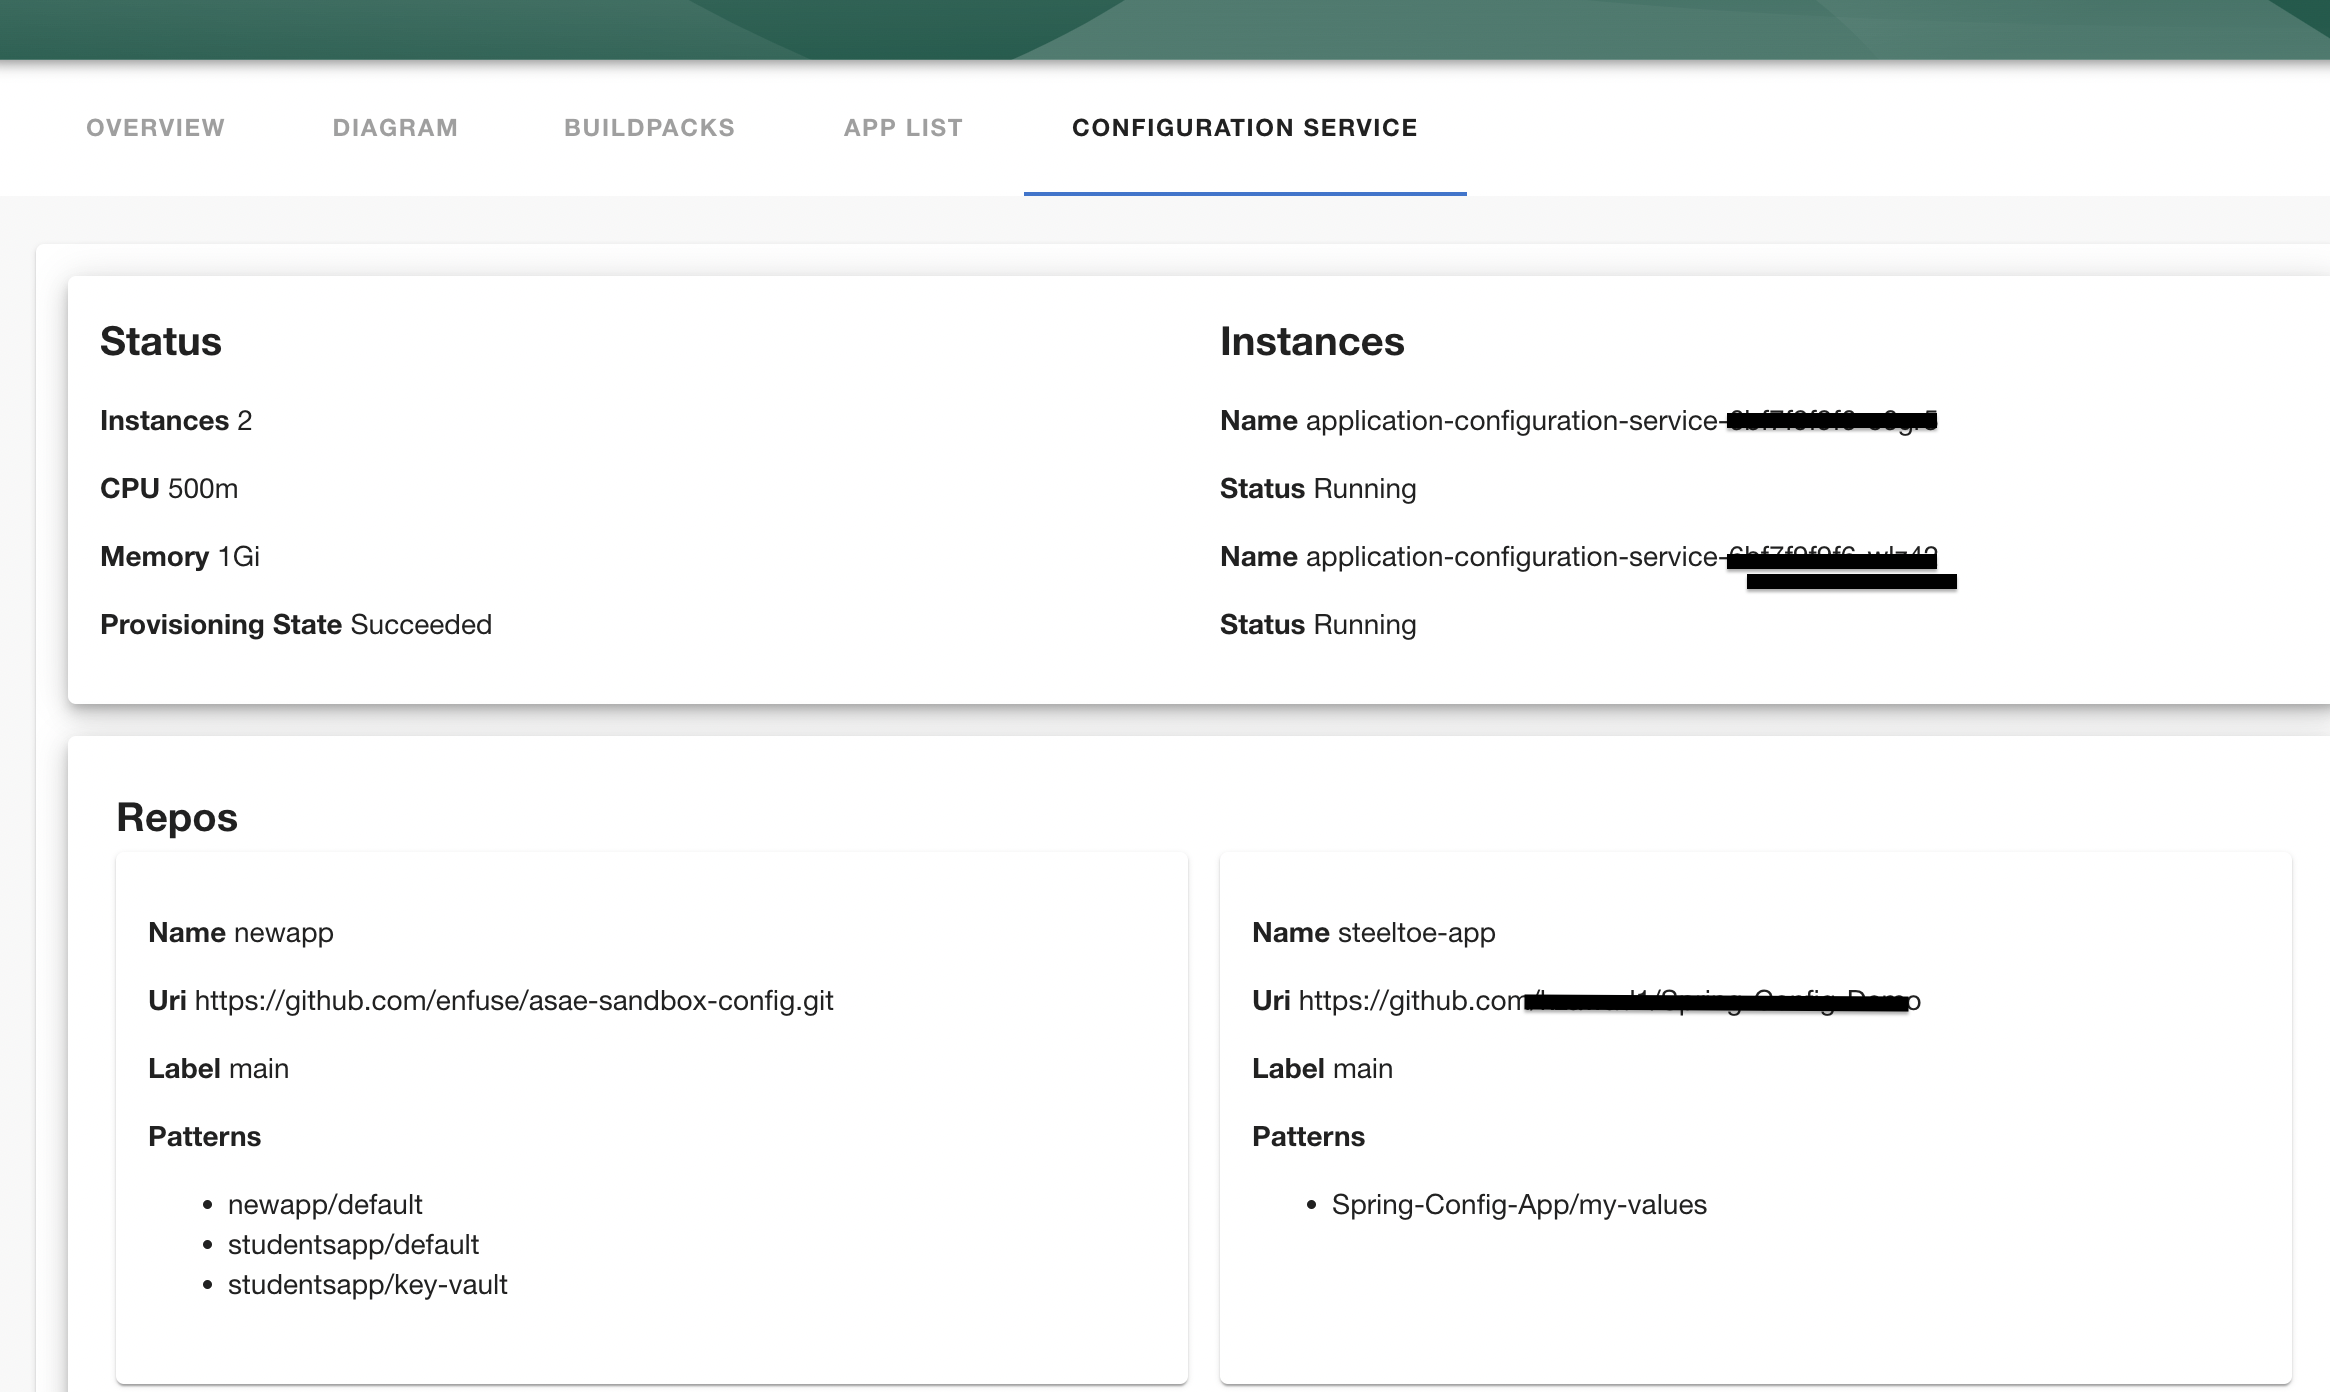 OVERVIEW DIAGRAM BUILDPACKS APP LIST CONFIGURATION SERVICE
Status
Instances 2
CPU 500m
Memory 1Gi
Provisioning State Succeeded
Instances
Name application-configuration-service-
Status Running
Name application-configuration-service-
Status Running
Repos
Name newapp
Uri https://github.com/enfuse/asae-sandbox-config.git
Label main
Patterns
• newapp/default
• studentsapp/default
• studentsapp/key-vault
Name steeltoe-app
Uri https://github.com
Label main
Patterns
• Spring-Config-App/my-values